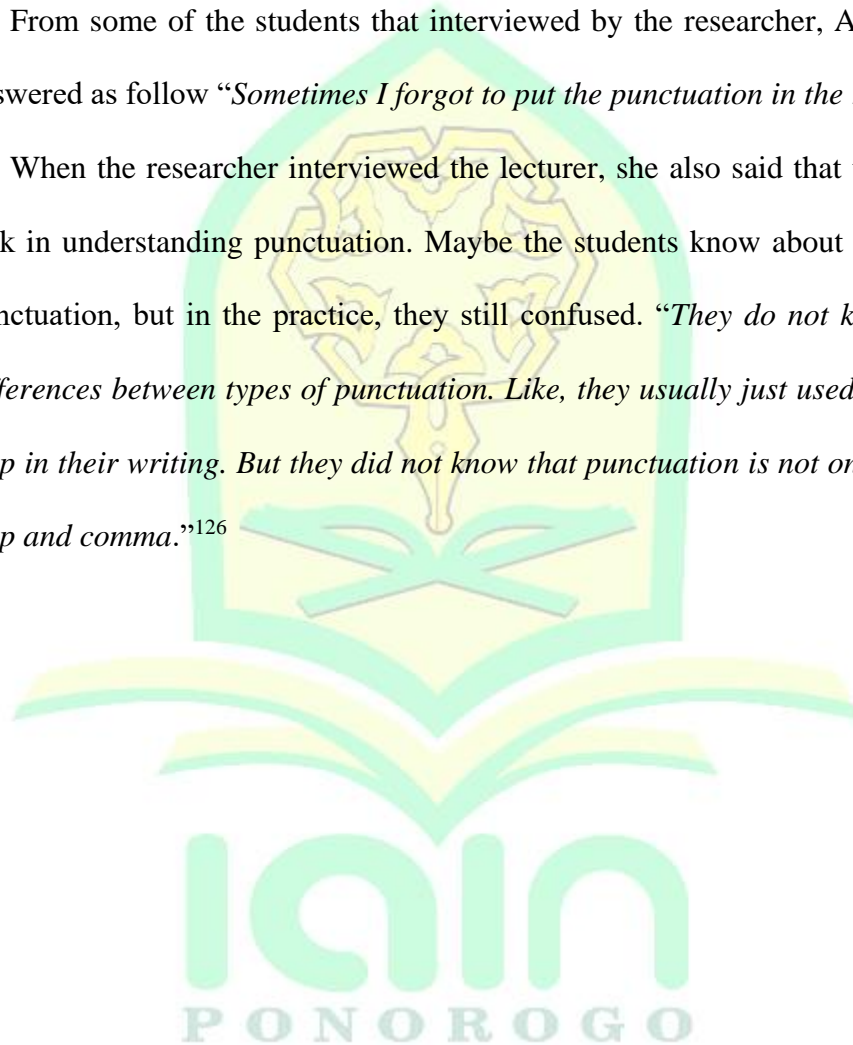 From some of the students that interviewed by the researcher, A
swered as follow “Sometimes I forgot to put the punctuation in the
When the researcher interviewed the lecturer, she also said that
k in understanding punctuation. Maybe the students know about
nctuation, but in the practice, they still confused. “They do not k
ferences between types of punctuation. Like, they usually just used
p in their writing. But they did not know that punctuation is not on
p and comma.”126
iain
PONOROGO